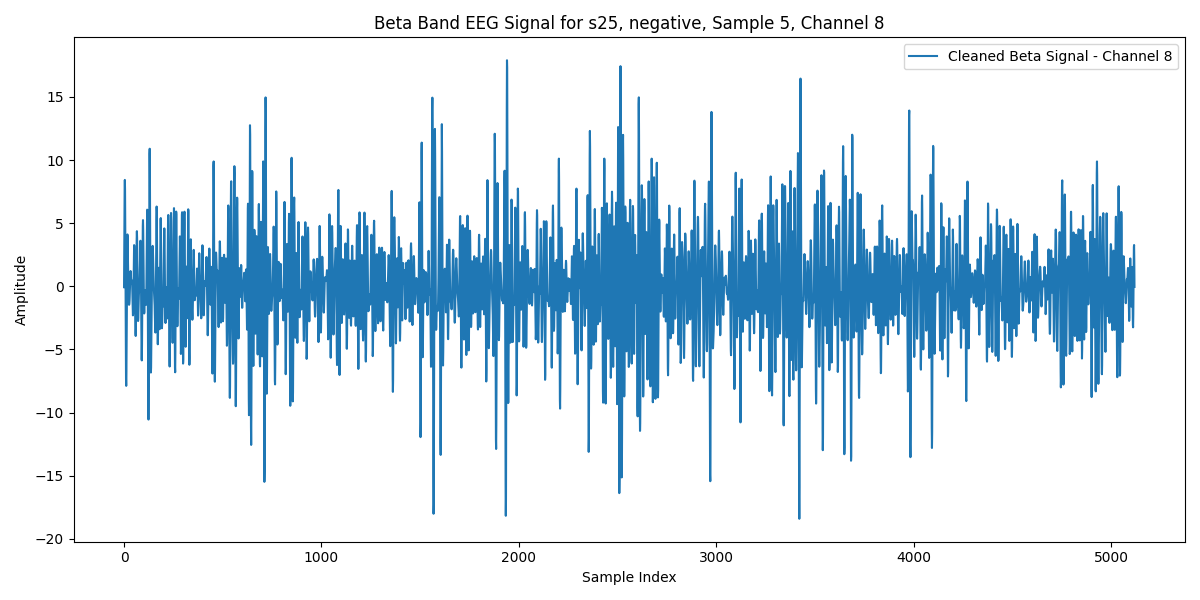 Beta Band EEG Signal for s25, negative, Sample 5, Channel 8
Cleaned Beta Signal - Channel 8
Amplitude
15
10
5
0
−5
−10
−15
−20
0 1000 2000 3000 4000 5000
Sample Index